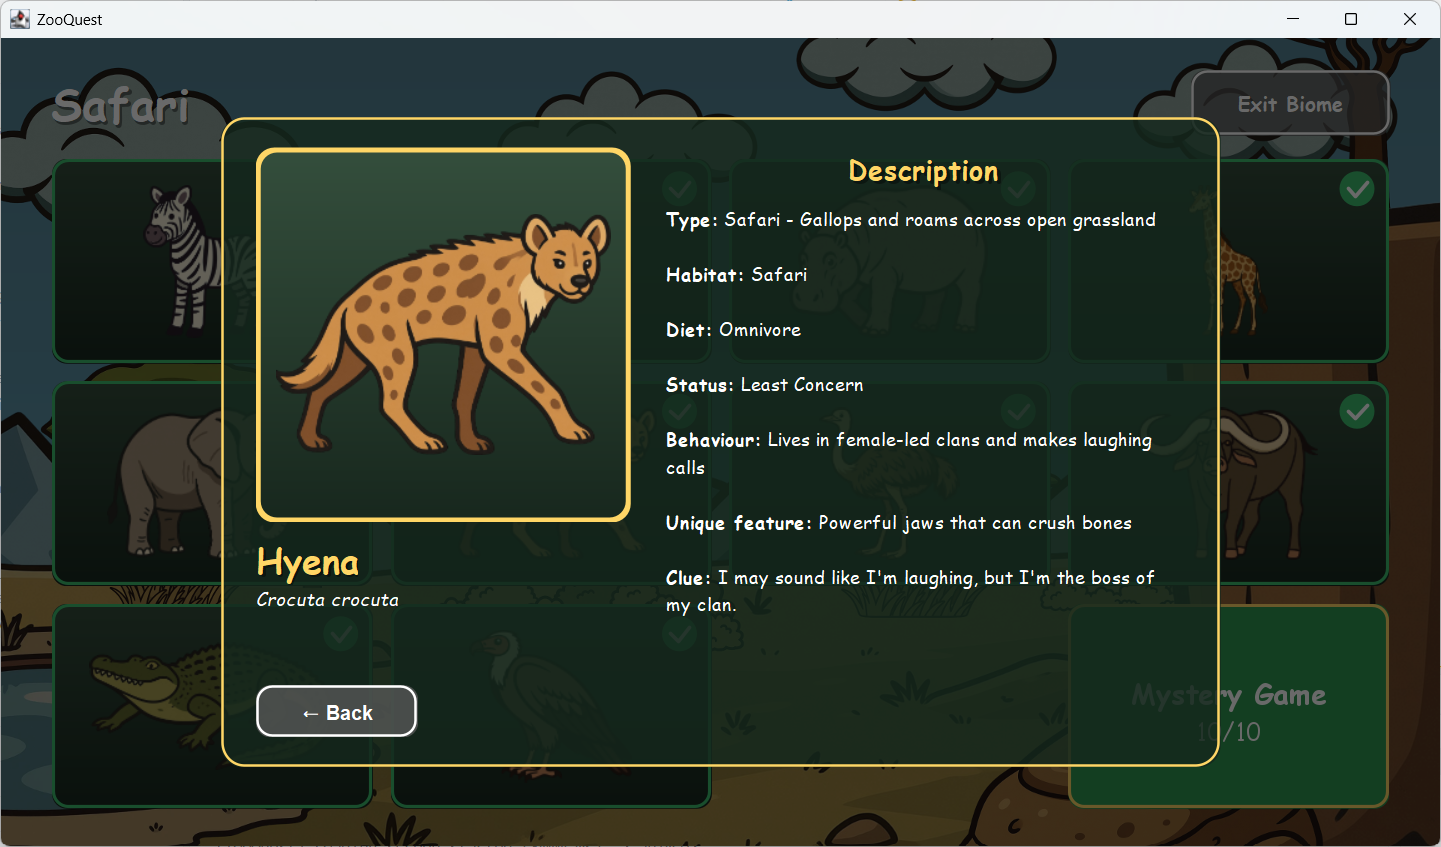 ZooQuest
Safari
Exit Biome
Description
Type: Safari - Gallops and roams across open grassland
Habitat: Safari
Diet: Omnivore
Status: Least Concern
Behaviour: Lives in female-led clans and makes laughing
calls
Unique feature: Powerful jaws that can crush bones
Clue: I may sound like I'm laughing, but I'm the boss of
my clan.
Hyena
Crocuta crocuta
← Back
Mystery Game
10/10